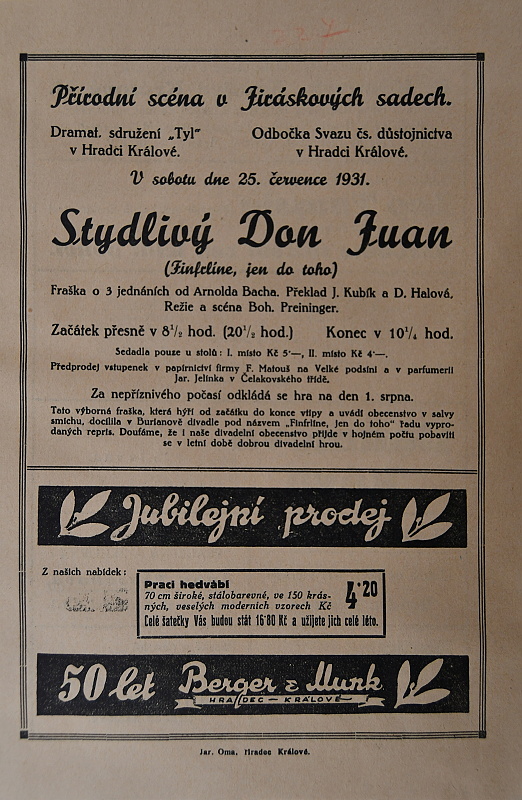 227
Přírodní scéna v Jiráskových sadech.
Dramat. sdružení „Tyl"
v Hradci Králové.
Odbočka Svazu čs. důstojnictva
v Hradci Králové.
V sobotu dne 25. července 1931.
Stydlivý Don Juan
(Finfrlíne, jen do toho)
Fraška o 3 jednáních od Arnolda Bacha. Překlad J. Kubík a D. Halová.
Režie a scéna Boh. Preininger.
Začátek přesně v 8½ hod. (20½ hod.) Konec v 10¼ hod.
Sedadla pouze u stolů: I. místo Kč 5·—, II. místo Kč 4·—.
Předprodej vstupenek v papírnictví firmy F. Matouš na Velké podsíni a v parfumerii
Jar. Jelínka v Čelakovského třídě.
Za nepříznivého počasí odkládá se hra na den 1. srpna.
Tato výborná fraška, která hýří od začátku do konce vtipy a uvádí obecenstvo v salvy
smíchu, docílila v Burianově divadle pod názvem „Finfrlíne, jen do toho" řadu vypro-
daných repris. Doufáme, že i naše divadelní obecenstvo přijde v hojném počtu pobaviti
se v letní době dobrou divadelní hrou.
Jubilejní prodej
Z našich nabídek:
Prací hedvábí
70 cm široké, stálobarevné, ve 150 krás-
ných, veselých moderních vzorech Kč
4·20
Celé šatečky Vás budou stát 16·80 Kč a užijete jich celé léto.
50 let Berger & Munk
HRADEC — KRÁLOVÉ
Jar. Oma, Hradec Králové.